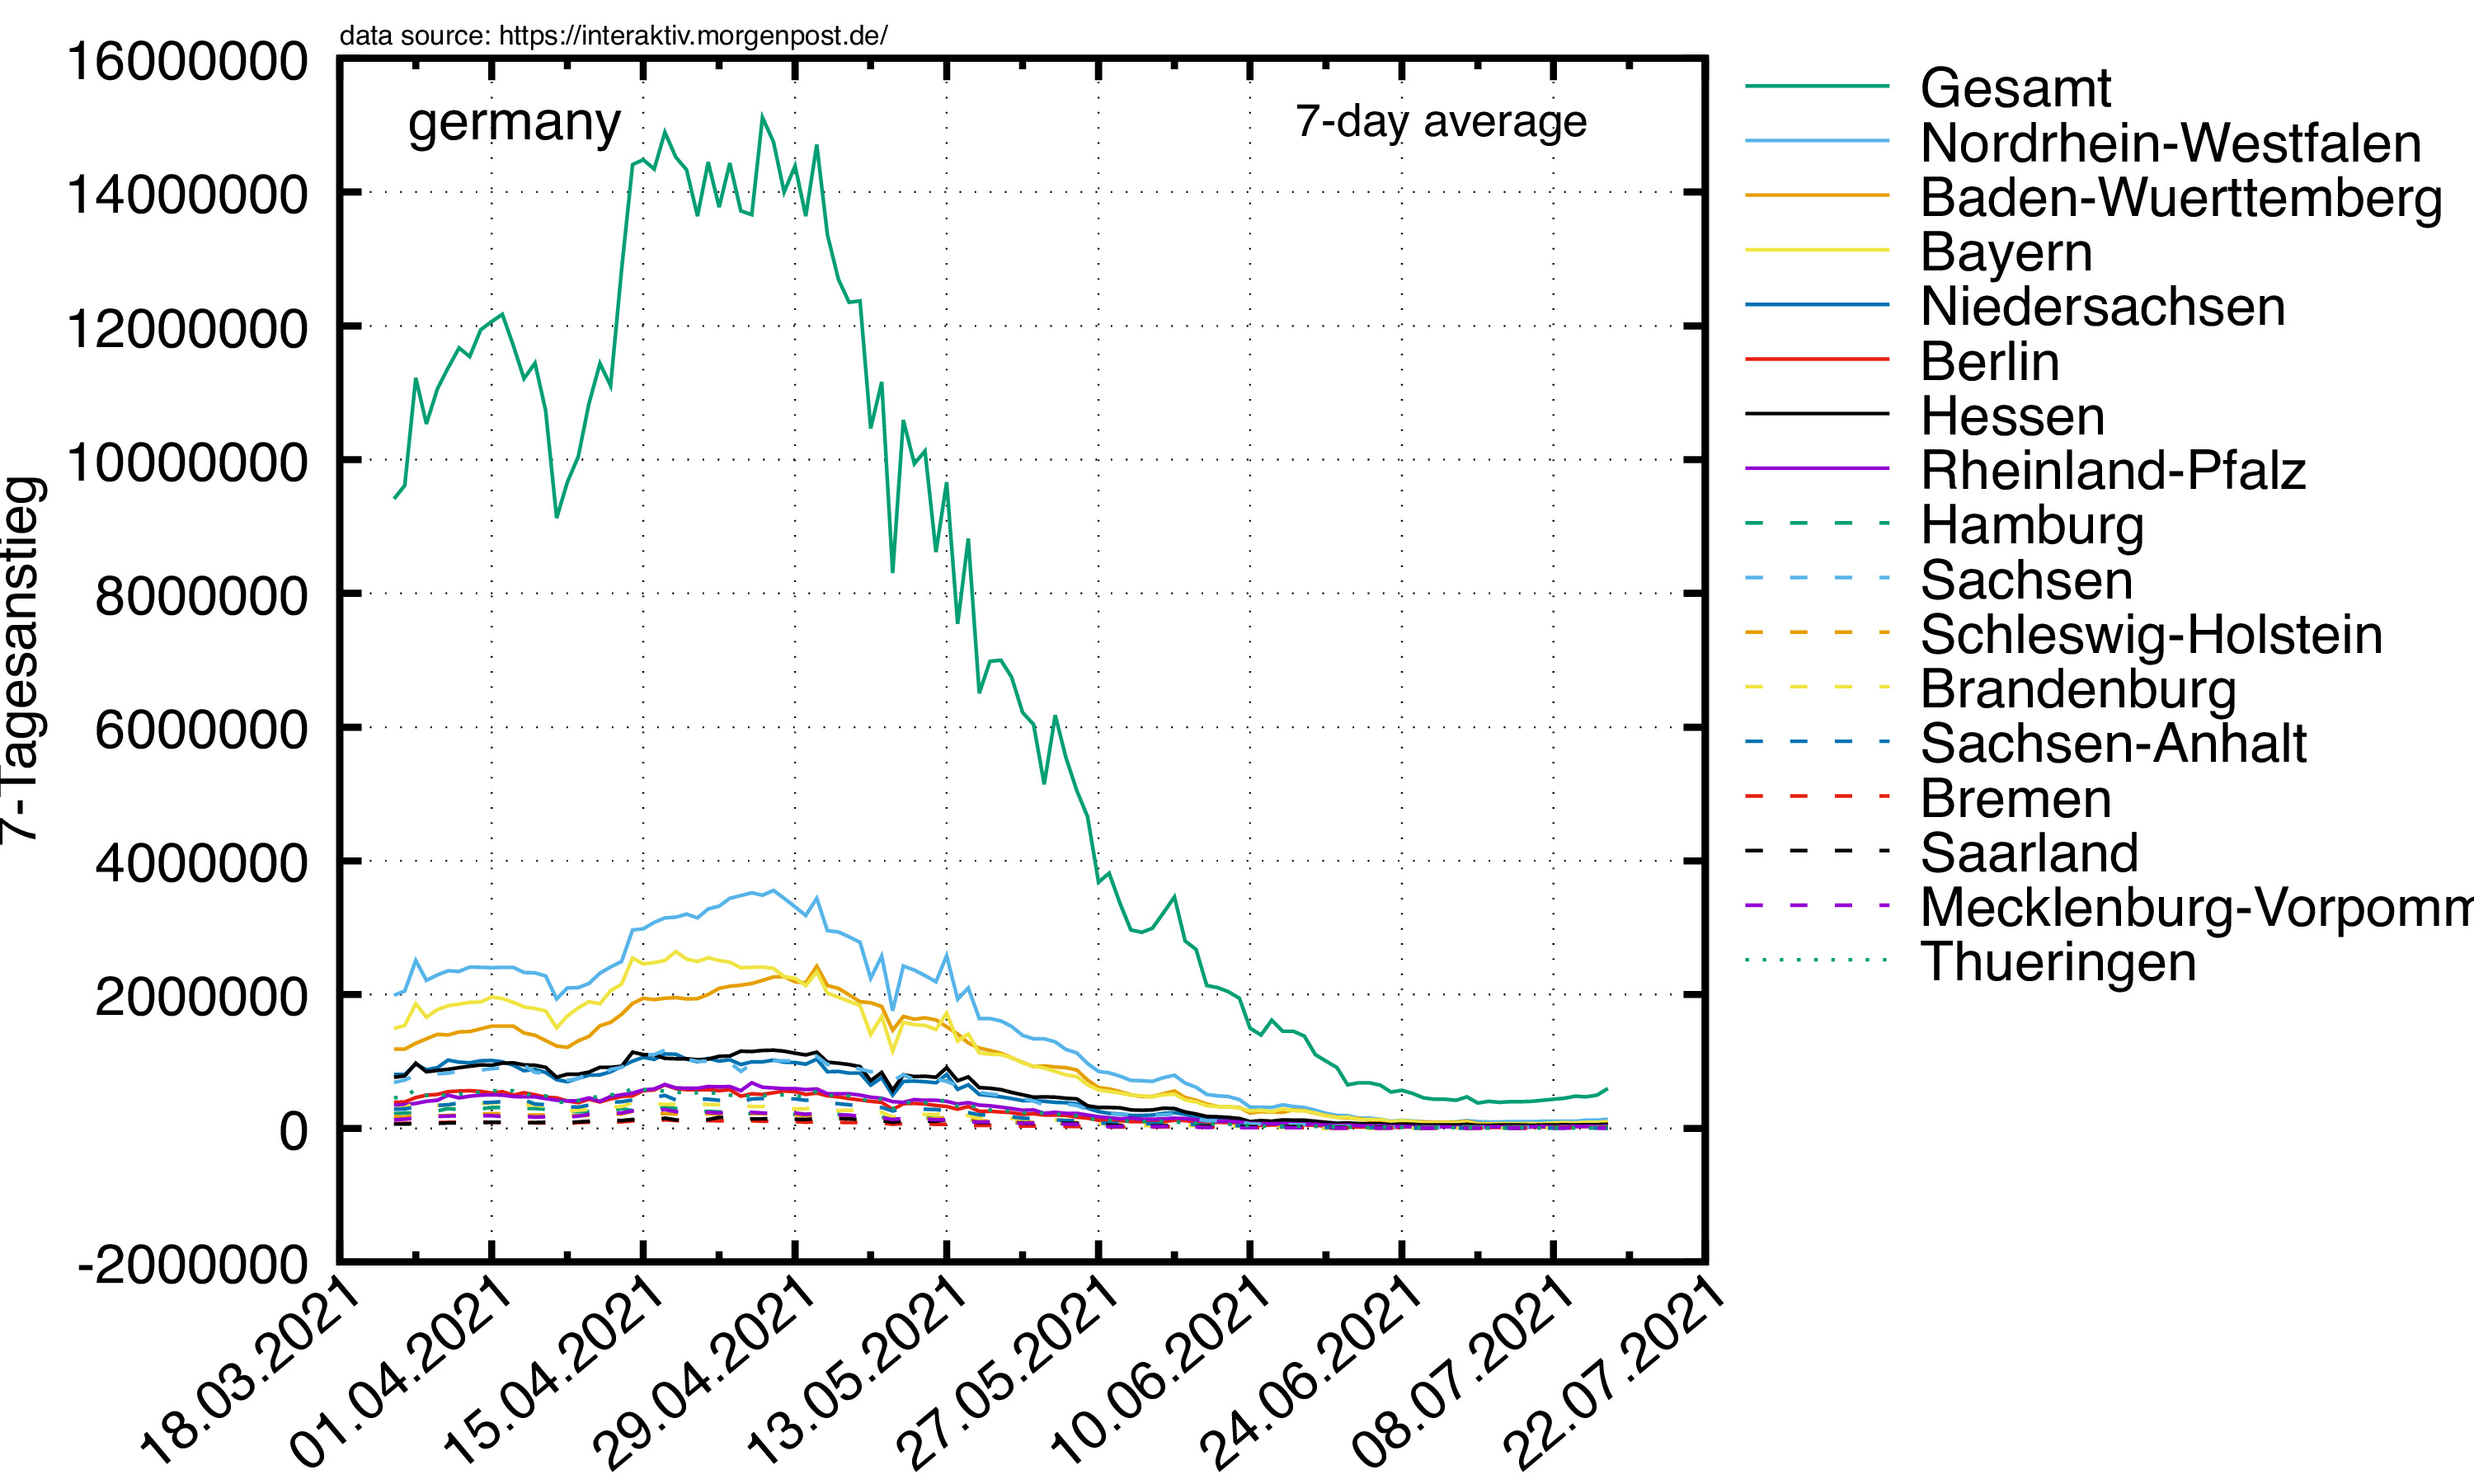 data source: https://interaktiv.morgenpost.de/
germany
7-day average
7-Tagesanstieg
16000000
14000000
12000000
10000000
8000000
6000000
4000000
2000000
0
-2000000
18.03.2021
01.04.2021
15.04.2021
29.04.2021
13.05.2021
27.05.2021
10.06.2021
24.06.2021
08.07.2021
22.07.2021
Gesamt
Nordrhein-Westfalen
Baden-Wuerttemberg
Bayern
Niedersachsen
Berlin
Hessen
Rheinland-Pfalz
Hamburg
Sachsen
Schleswig-Holstein
Brandenburg
Sachsen-Anhalt
Bremen
Saarland
Mecklenburg-Vorpomm
Thueringen